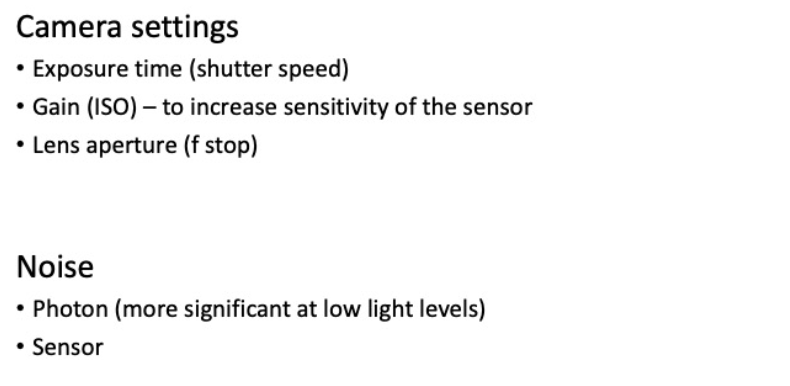 Camera settings
• Exposure time (shutter speed)
• Gain (ISO) – to increase sensitivity of the sensor
• Lens aperture (f stop)
Noise
• Photon (more significant at low light levels)
• Sensor